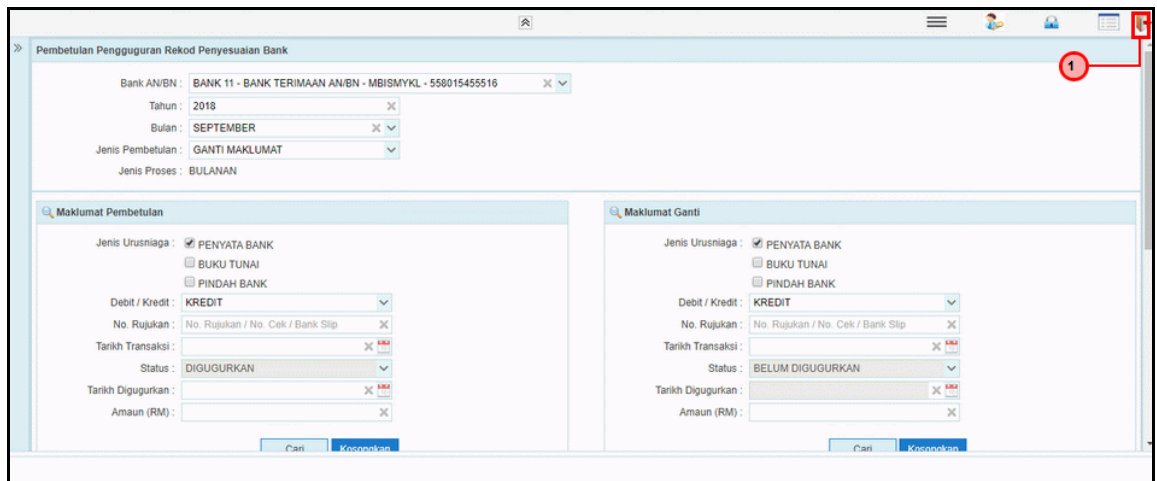 1
Pembetulan Pengguguran Rekod Penyesuaian Bank
Bank AN/BN : BANK 11 - BANK TERIMAAN AN/BN - MBISMYKL - 558015455516
Tahun : 2018
Bulan : SEPTEMBER
Jenis Pembetulan : GANTI MAKLUMAT
Jenis Proses : BULANAN
Maklumat Pembetulan
Jenis Urusniaga : PENYATA BANK
BUKU TUNAI
PINDAH BANK
Debit / Kredit : KREDIT
No. Rujukan : No. Rujukan / No. Cek / Bank Slip
Tarikh Transaksi :
Status : DIGUGURKAN
Tarikh Digugurkan :
Amaun (RM) :
Cari Kosongkan
Maklumat Ganti
Jenis Urusniaga : PENYATA BANK
BUKU TUNAI
PINDAH BANK
Debit / Kredit : KREDIT
No. Rujukan : No. Rujukan / No. Cek / Bank Slip
Tarikh Transaksi :
Status : BELUM DIGUGURKAN
Tarikh Digugurkan :
Amaun (RM) :
Cari Kosongkan